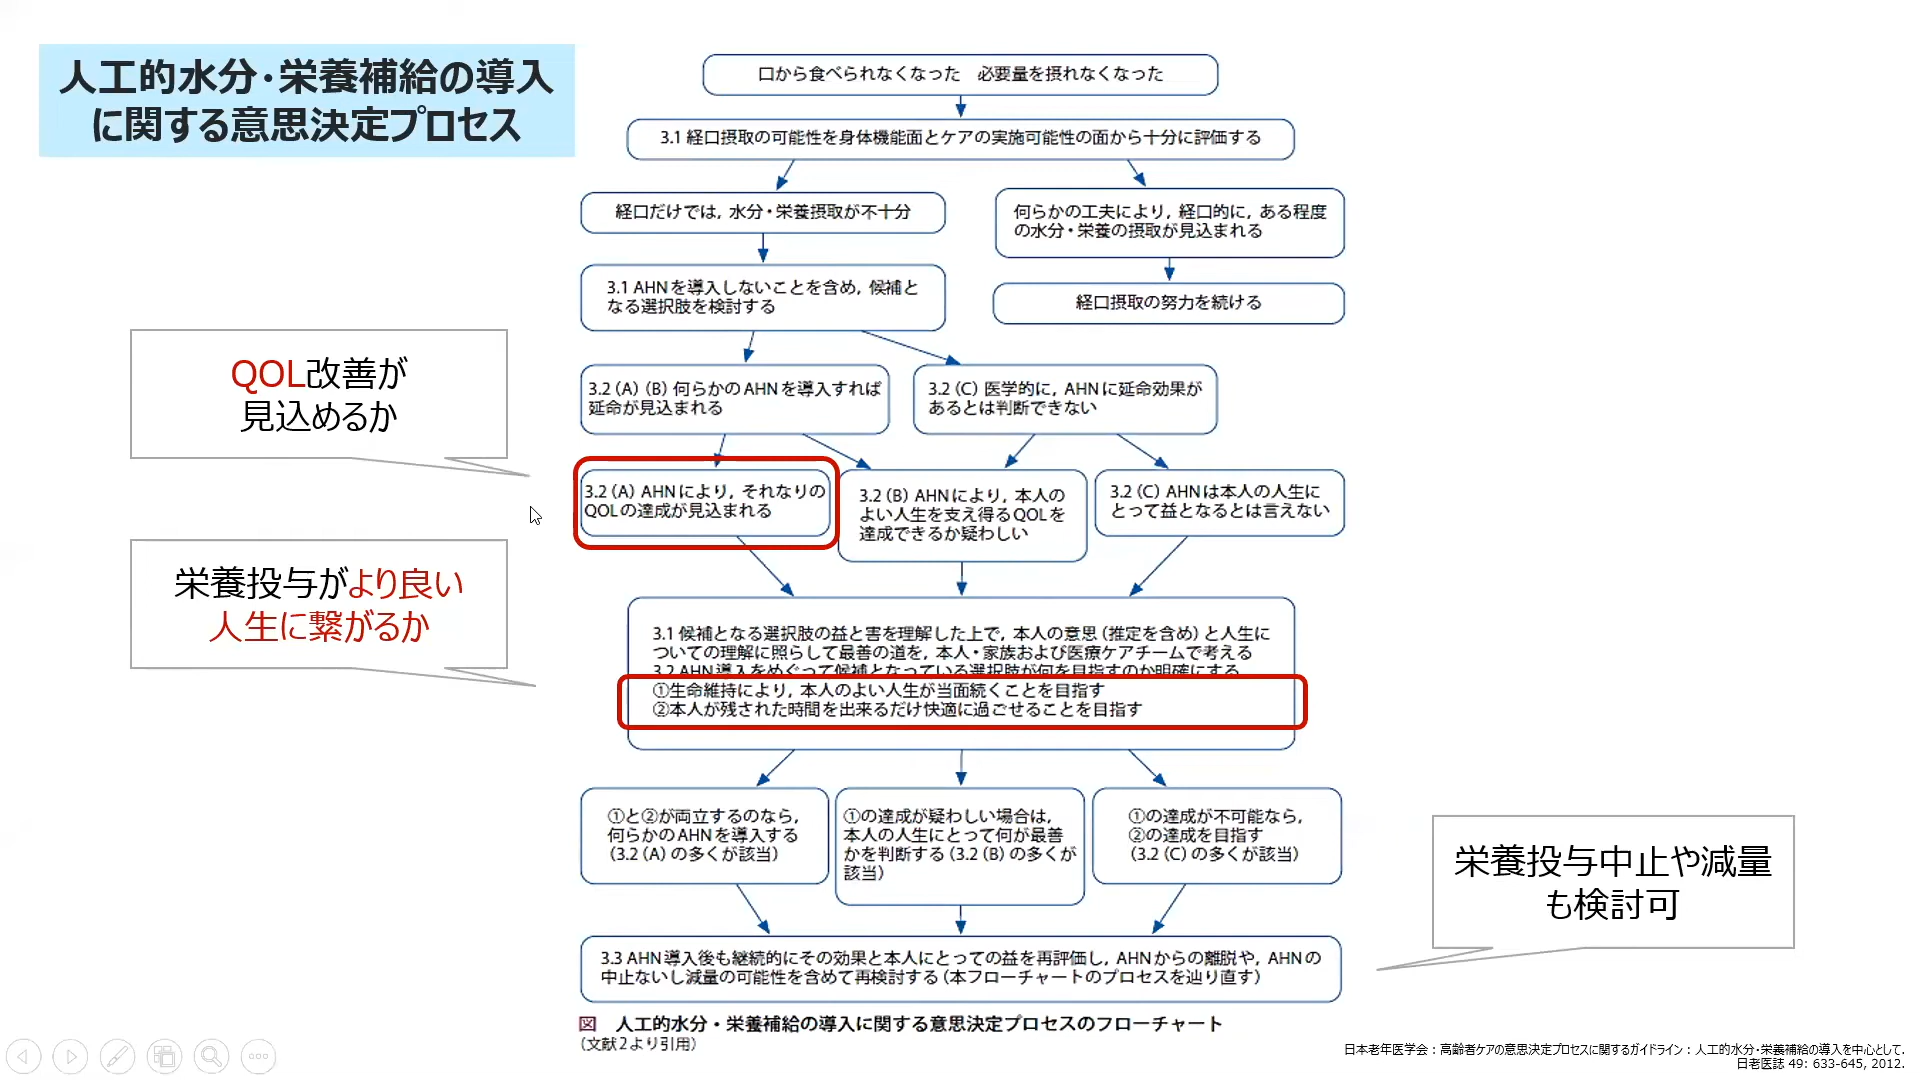 人工的水分・栄養補給の導入
に関する意思決定プロセス
口から食べられなくなった　必要量を摂れなくなった
3.1 経口摂取の可能性を身体機能面とケアの実施可能性の面から十分に評価する
経口だけでは, 水分・栄養摂取が不十分
何らかの工夫により, 経口的に, ある程度
の水分・栄養の摂取が見込まれる
3.1 AHNを導入しないことを含め, 候補と
なる選択肢を検討する
経口摂取の努力を続ける
QOL改善が
見込めるか
3.2 (A) (B) 何らかのAHNを導入すれば
延命が見込まれる
3.2 (C) 医学的に, AHNに延命効果が
あるとは判断できない
3.2 (A) AHNにより, それなりの
QOLの達成が見込まれる
3.2 (B) AHNにより, 本人の
よい人生を支え得るQOLを
達成できるか疑わしい
3.2 (C) AHNは本人の人生に
とって益となるとは言えない
栄養投与がより良い
人生に繋がるか
3.1 候補となる選択肢の益と害を理解した上で, 本人の意思 (推定を含め) と人生に
ついての理解に照らして最善の道を, 本人・家族および医療ケアチームで考える
3.2 AHN導入をめぐって候補となっている選択肢が何を目指すのか明確にする
①生命維持により, 本人のよい人生が当面続くことを目指す
②本人が残された時間を出来るだけ快適に過ごせることを目指す
①と②が両立するのなら,
何らかのAHNを導入する
(3.2 (A) の多くが該当)
①の達成が疑わしい場合は,
本人の人生にとって何が最善
かを判断する (3.2 (B) の多くが
該当)
①の達成が不可能なら,
②の達成を目指す
(3.2 (C) の多くが該当)
栄養投与中止や減量
も検討可
3.3 AHN導入後も継続的にその効果と本人にとっての益を再評価し, AHNからの離脱や, AHNの
中止ないし減量の可能性を含めて再検討する (本フローチャートのプロセスを辿り直す)
図　人工的水分・栄養補給の導入に関する意思決定プロセスのフローチャート
(文献2より引用)
日本老年医学会：高齢者ケアの意思決定プロセスに関するガイドライン：人工的水分・栄養補給の導入を中心として.
日老医誌 49: 633-645, 2012.